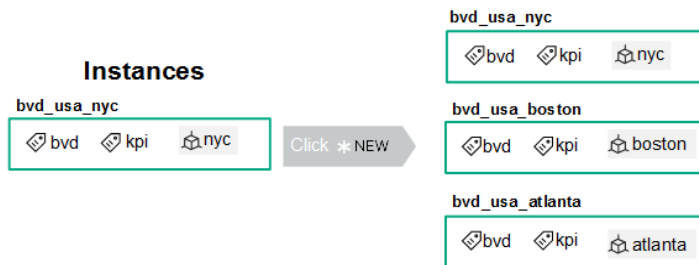 Instances
bvd_usa_nyc
bvd kpi nyc
Click * NEW
bvd_usa_nyc
bvd kpi nyc
bvd_usa_boston
bvd kpi boston
bvd_usa_atlanta
bvd kpi atlanta